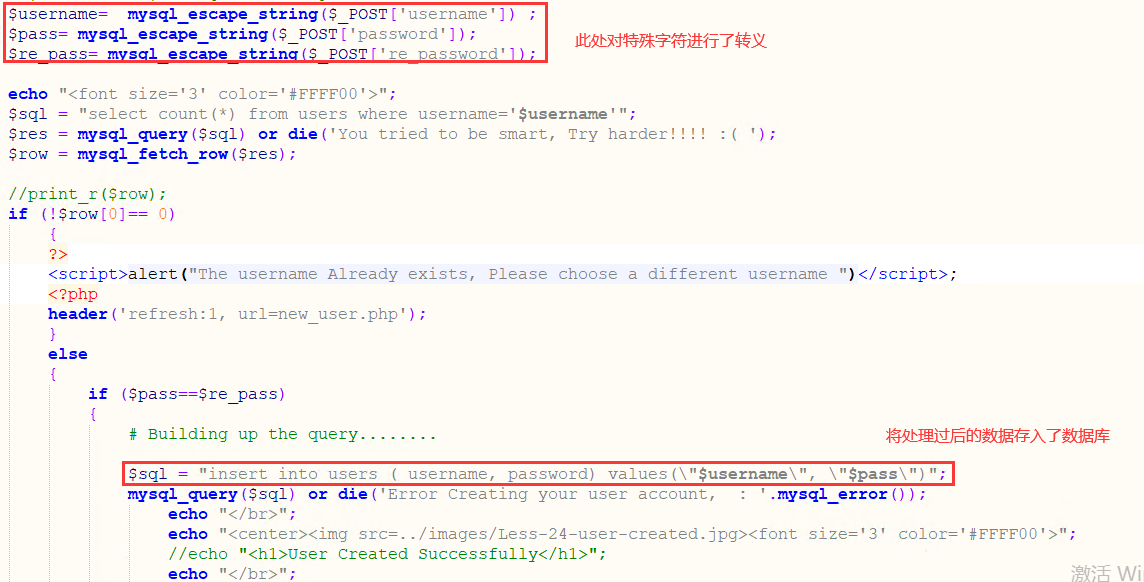 $username=  mysql_escape_string($_POST['username']) ;
$pass= mysql_escape_string($_POST['password']);
此处对特殊字符进行了转义
$re_pass= mysql_escape_string($_POST['re_password']);
echo "<font size='3' color='#FFFF00'>";
$sql = "select count(*) from users where username='$username'";
$res = mysql_query($sql) or die('You tried to be smart, Try harder!!!! :( ');
$row = mysql_fetch_row($res);
//print_r($row);
if (!$row[0]== 0)
{
?>
<script>alert("The username Already exists, Please choose a different username ")</script>;
<?php
header('refresh:1, url=new_user.php');
}
else
{
if ($pass==$re_pass)
{
# Building up the query........
将处理过后的数据存入了数据库
$sql = "insert into users ( username, password) values(\"$username\", \"$pass\")";
mysql_query($sql) or die('Error Creating your user account,  : '.mysql_error());
echo "</br>";
echo "<center><img src=../images/Less-24-user-created.jpg><font size='3' color='#FFFF00'>";
//echo "<h1>User Created Successfully</h1>";
echo "</br>";
激活 Wi